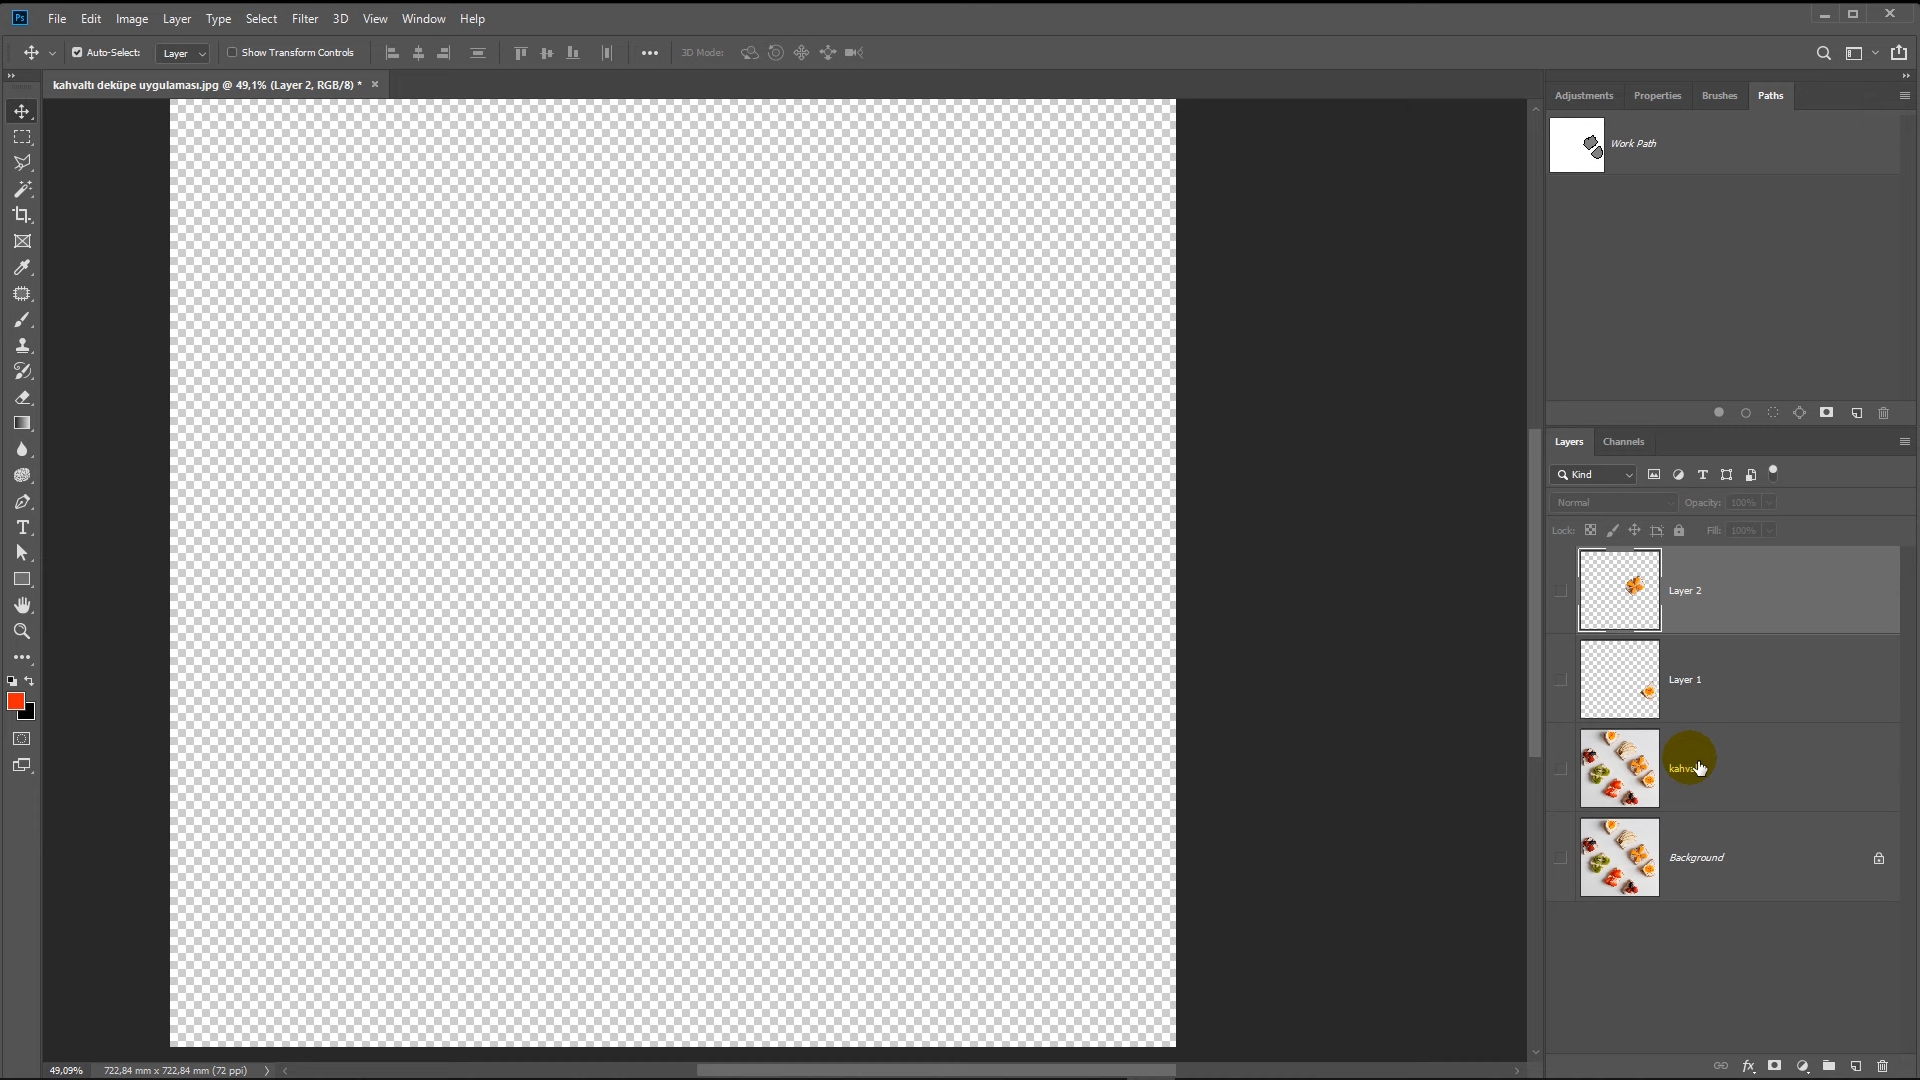 Ps File Edit Image Layer Type Select Filter 3D View Window Help
Auto-Select: Layer Show Transform Controls 3D Mode:
kahvaltı deküpe uygulaması.jpg @ 49,1% (Layer 2, RGB/8) *
Adjustments Properties Brushes Paths
Work Path
Layers Channels
Kind
Normal Opacity: 100%
Lock: Fill: 100%
Layer 2
Layer 1
Background
49,09% 722,84 mm x 722,84 mm (72 ppi)
fx